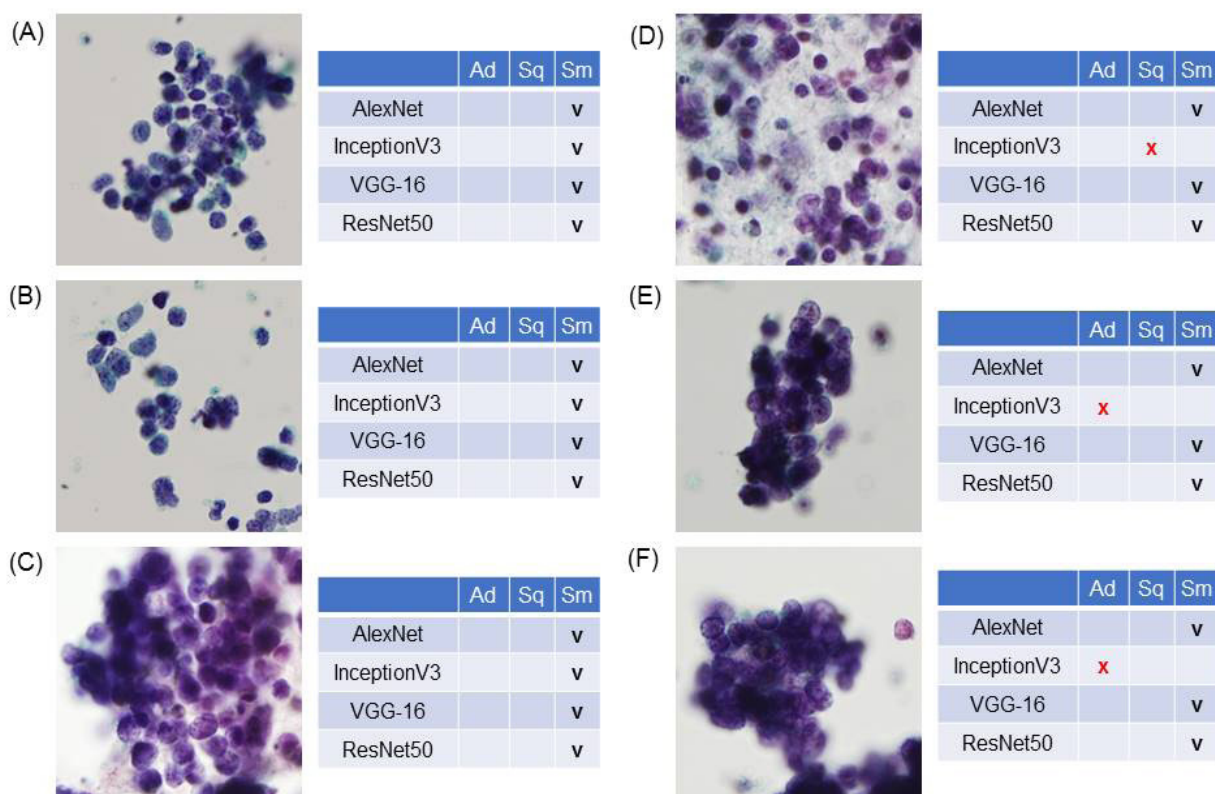 (A)
Ad Sq Sm
AlexNet v
InceptionV3 v
VGG-16 v
ResNet50 v
(B)
Ad Sq Sm
AlexNet v
InceptionV3 v
VGG-16 v
ResNet50 v
(C)
Ad Sq Sm
AlexNet v
InceptionV3 v
VGG-16 v
ResNet50 v
(D)
Ad Sq Sm
AlexNet v
InceptionV3 x
VGG-16 v
ResNet50 v
(E)
Ad Sq Sm
AlexNet v
InceptionV3 x
VGG-16 v
ResNet50 v
(F)
Ad Sq Sm
AlexNet v
InceptionV3 x
VGG-16 v
ResNet50 v